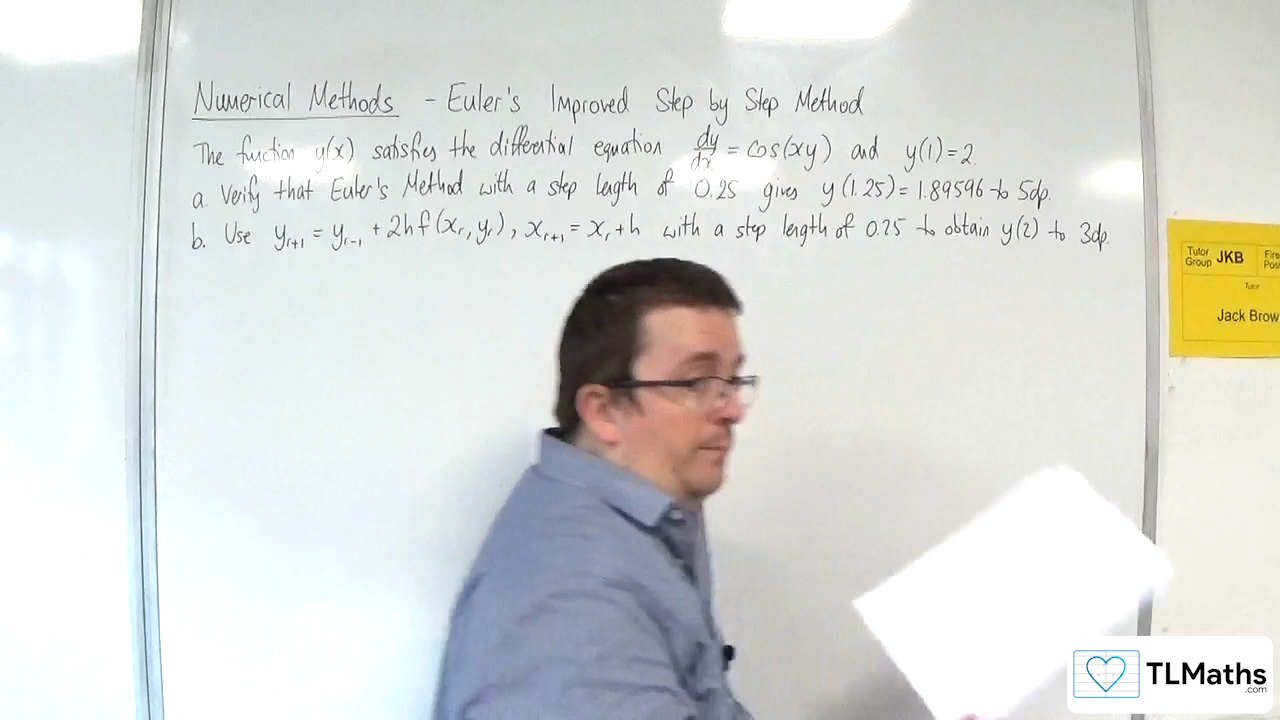 Numerical Methods - Euler's Improved Step by Step Method
The function y(x) satisfies the differential equation dy/dx = cos(xy) and y(1)=2.
a. Verify that Euler's Method with a step length of 0.25 gives y(1.25)=1.89596 to 5dp.
b. Use y_{r+1} = y_{r-1} + 2hf(x_r, y_r), x_{r+1} = x_r + h with a step length of 0.25 to obtain y(2) to 3dp.
Tutor Group JKB
Tutor
Jack Brow
TLMaths
.com